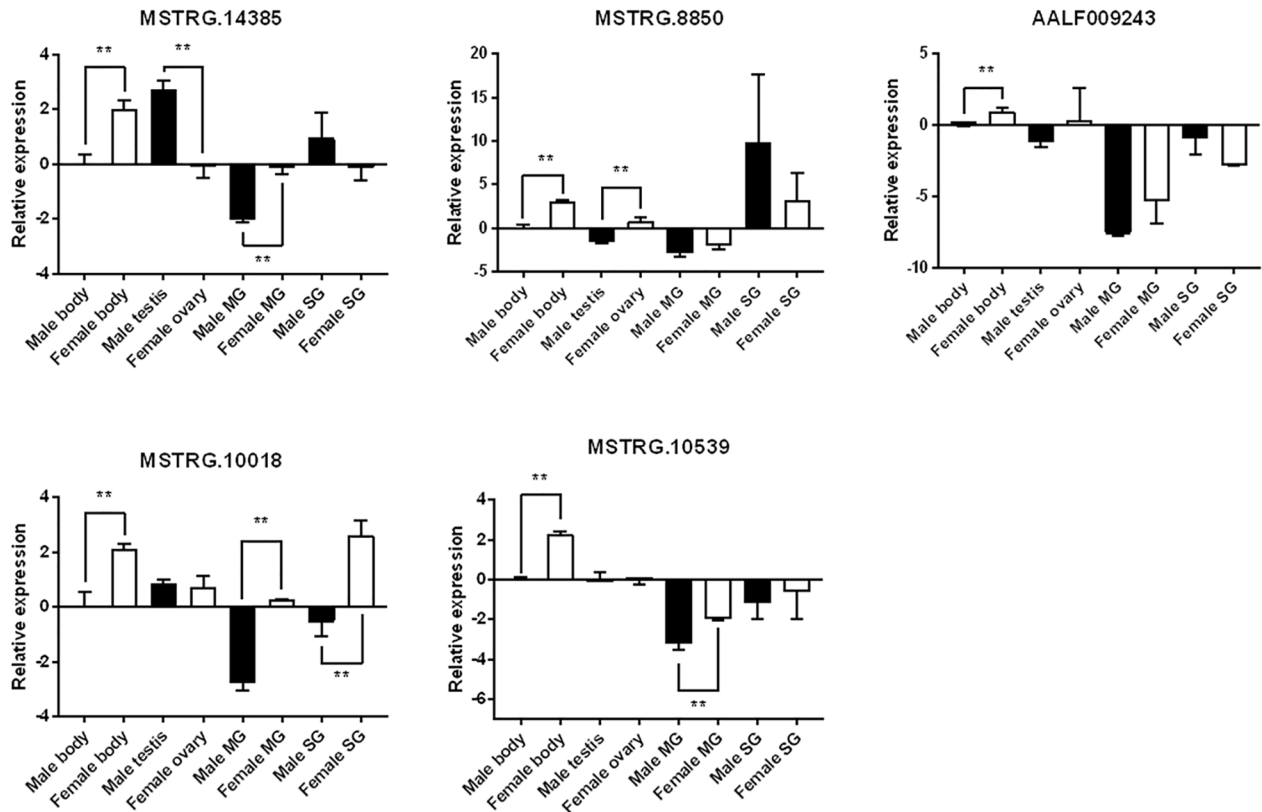 MSTRG.14385
Relative expression
4
2
0
-2
-4
**
**
**
Male body
Female body
Male testis
Female ovary
Male MG
Female MG
Male SG
Female SG
MSTRG.8850
Relative expression
20
15
10
5
0
-5
**
**
Male body
Female body
Male testis
Female ovary
Male MG
Female MG
Male SG
Female SG
AALF009243
Relative expression
5
0
-5
-10
**
Male body
Female body
Male testis
Female ovary
Male MG
Female MG
Male SG
Female SG
MSTRG.10018
Relative expression
4
2
0
-2
-4
**
**
**
Male body
Female body
Male testis
Female ovary
Male MG
Female MG
Male SG
Female SG
MSTRG.10539
Relative expression
4
2
0
-2
-4
-6
**
**
Male body
Female body
Male testis
Female ovary
Male MG
Female MG
Male SG
Female SG